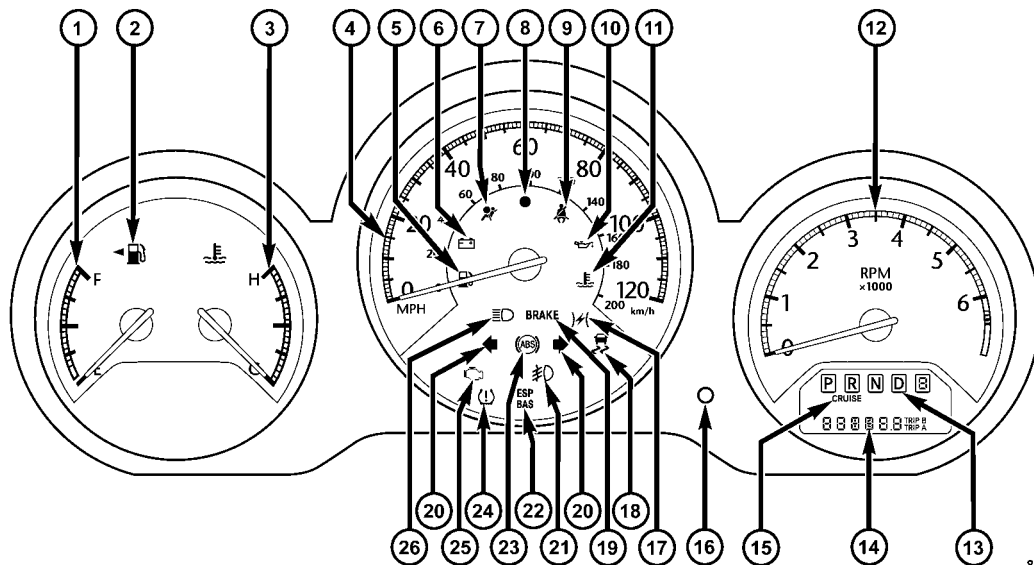 1 2 3 4 5 6 7 8 9 10 11 12
F H
E C
0 20 40 60 80 100 120
MPH
60 80 140 180 200 km/h
BRAKE
ABS
ESP
BAS
0 1 2 3 4 5 6
RPM
×1000
P R N D 8
CRUISE
TRIP B
TRIP A
26 20 25 24 23 22 21 20 19 18 17 16 15 14 13